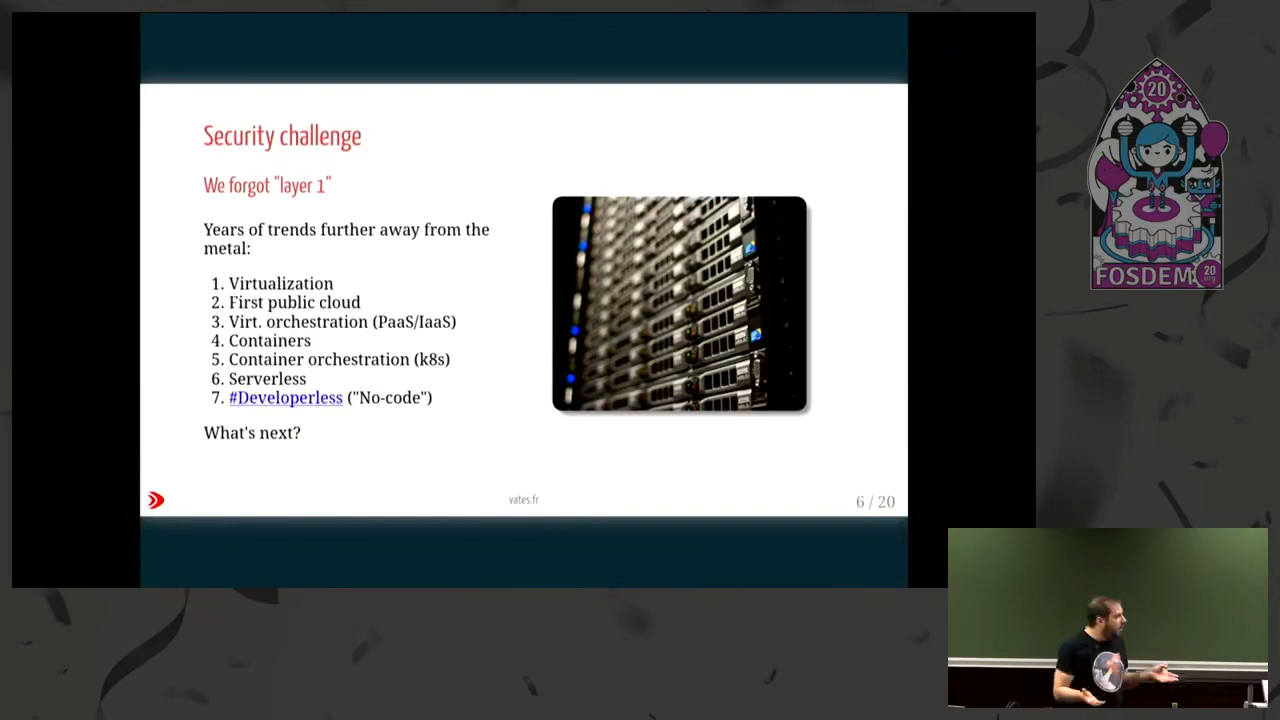 Security challenge
We forgot "layer 1"
Years of trends further away from the
metal:
1. Virtualization
2. First public cloud
3. Virt. orchestration (PaaS/IaaS)
4. Containers
5. Container orchestration (k8s)
6. Serverless
7. #Developerless ("No-code")
What's next?
vates.fr
6 / 20
20
FOSDEM
20
.org